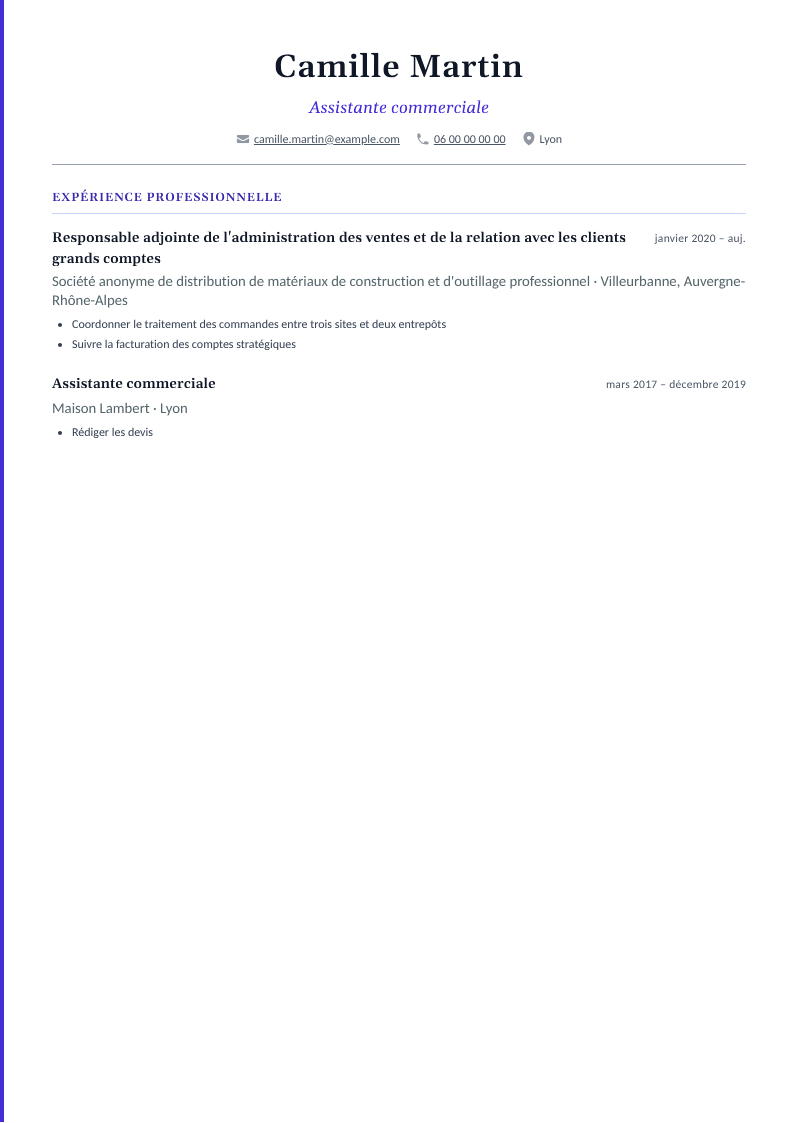 Camille Martin
Assistante commerciale
camille.martin@example.com 06 00 00 00 00 Lyon
EXPÉRIENCE PROFESSIONNELLE
Responsable adjointe de l'administration des ventes et de la relation avec les clients janvier 2020 – auj.
grands comptes
Société anonyme de distribution de matériaux de construction et d'outillage professionnel · Villeurbanne, Auvergne-
Rhône-Alpes
• Coordonner le traitement des commandes entre trois sites et deux entrepôts
• Suivre la facturation des comptes stratégiques
Assistante commerciale mars 2017 – décembre 2019
Maison Lambert · Lyon
• Rédiger les devis